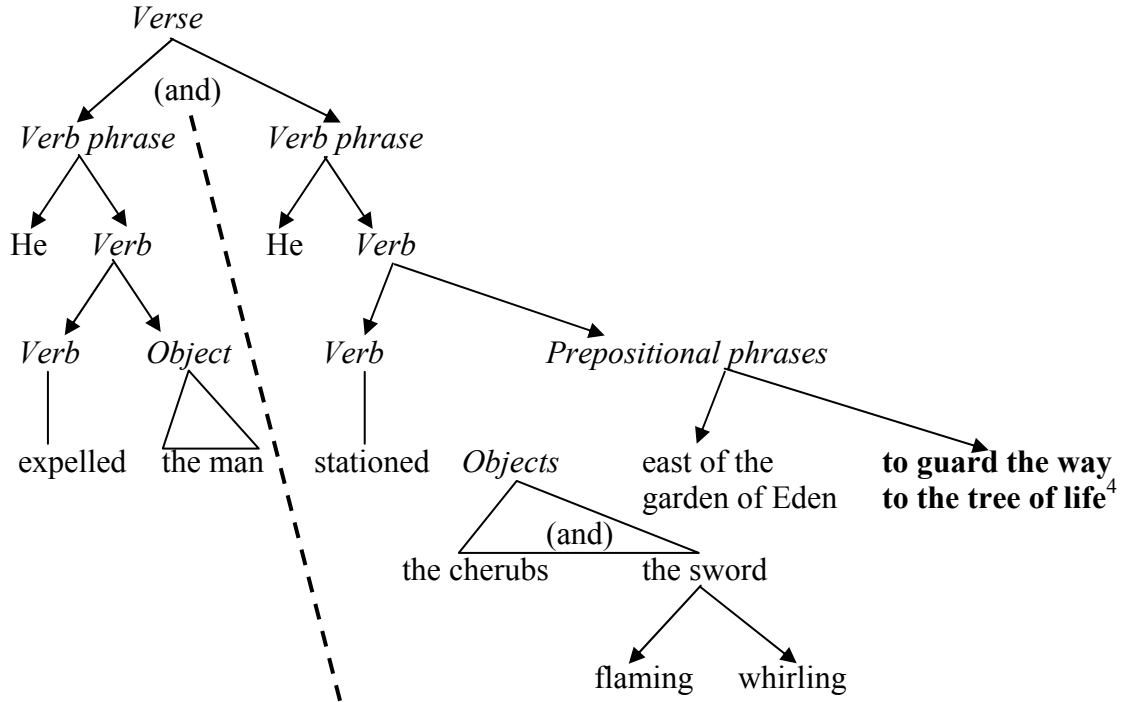 Verse
(and)
Verb phrase Verb phrase
He Verb He Verb
Verb Object Verb Prepositional phrases
expelled the man stationed Objects east of the to guard the way
garden of Eden to the tree of life4
(and)
the cherubs the sword
flaming whirling